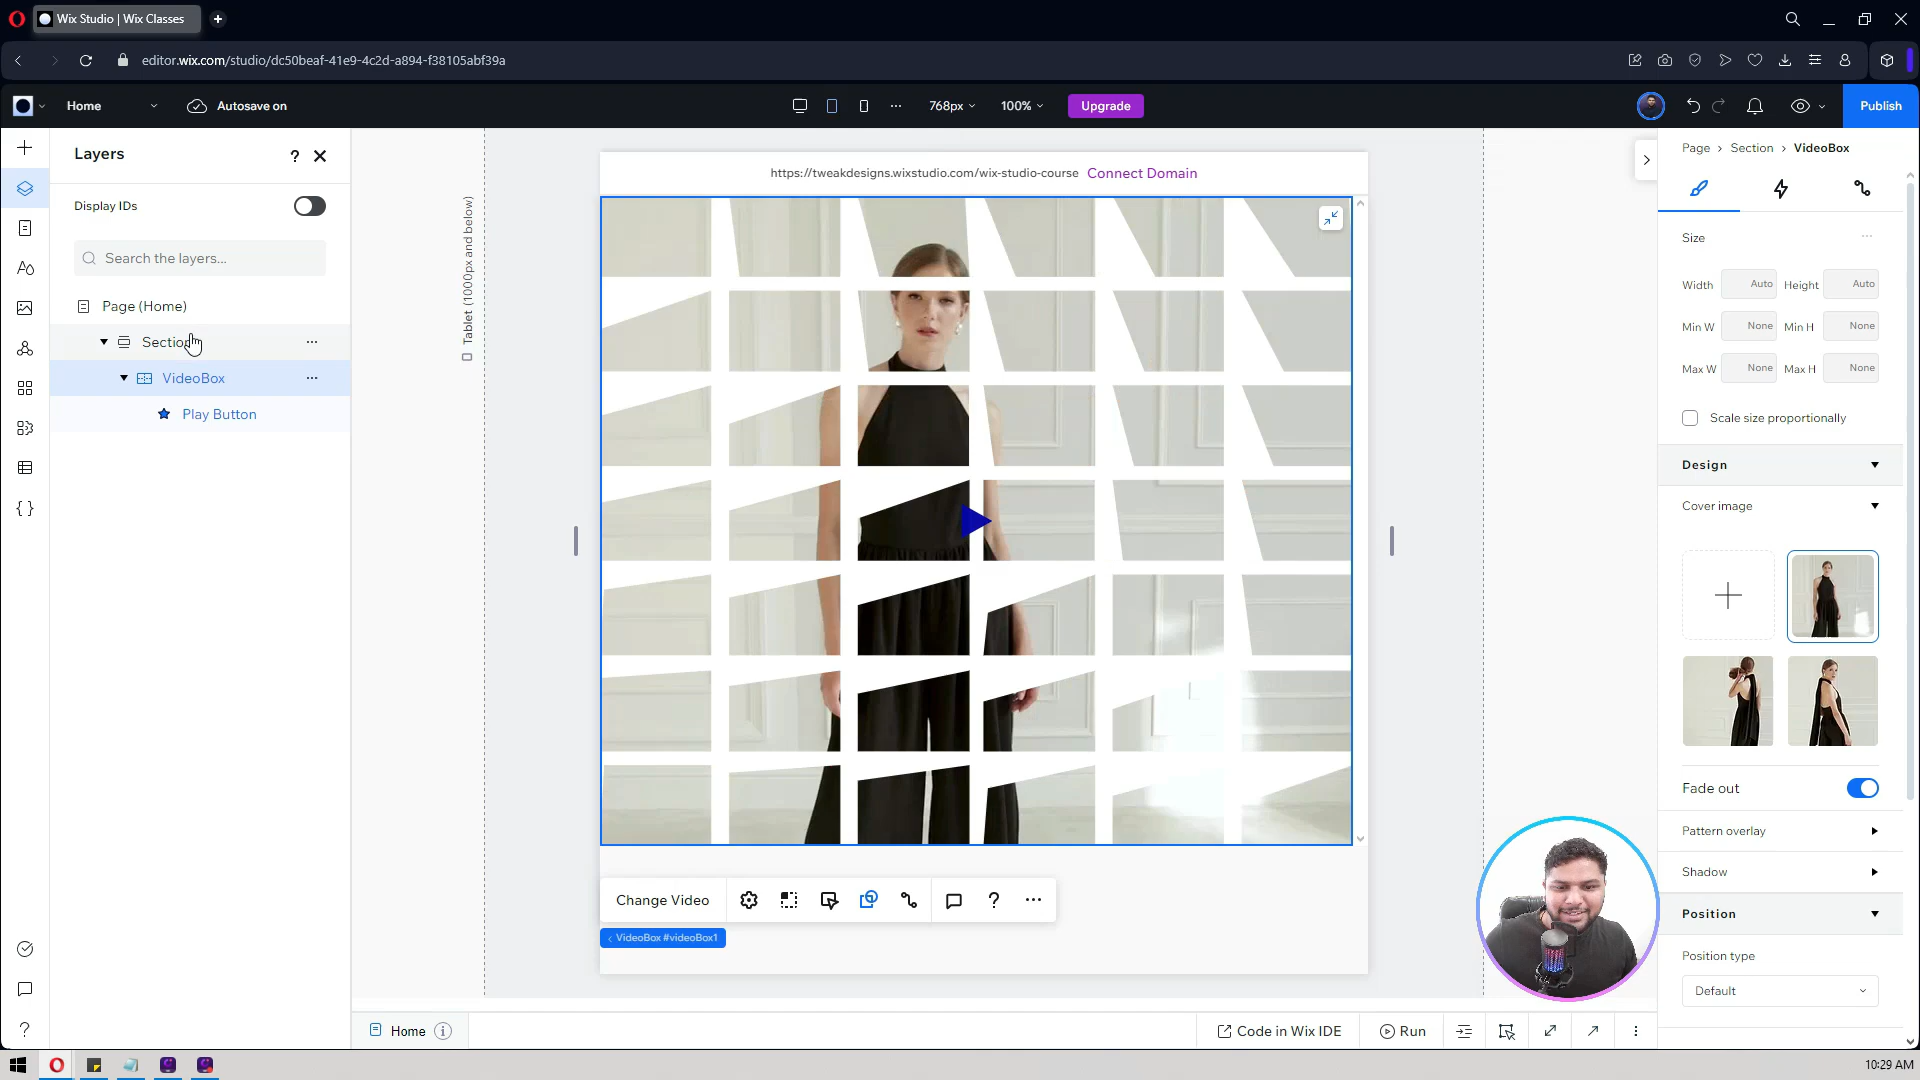 Wix Studio | Wix Classes
editor.wix.com/studio/dc50beaf-41e9-4c2d-a894-f38105abf39a
Home
Autosave on
768px
100%
Upgrade
Publish
Layers
?
Display IDs
Search the layers...
Page (Home)
Section
VideoBox
Play Button
Tablet (1000px and below)
https://tweakdesigns.wixstudio.com/wix-studio-course Connect Domain
Change Video
?
VideoBox #videoBox1
Page > Section > VideoBox
Size
Width Auto Height Auto
Min W None Min H None
Max W None Max H None
Scale size proportionally
Design
Cover image
Fade out
Pattern overlay
Shadow
Position
Position type
Default
?
Home
Code in Wix IDE
Run
10:29 AM